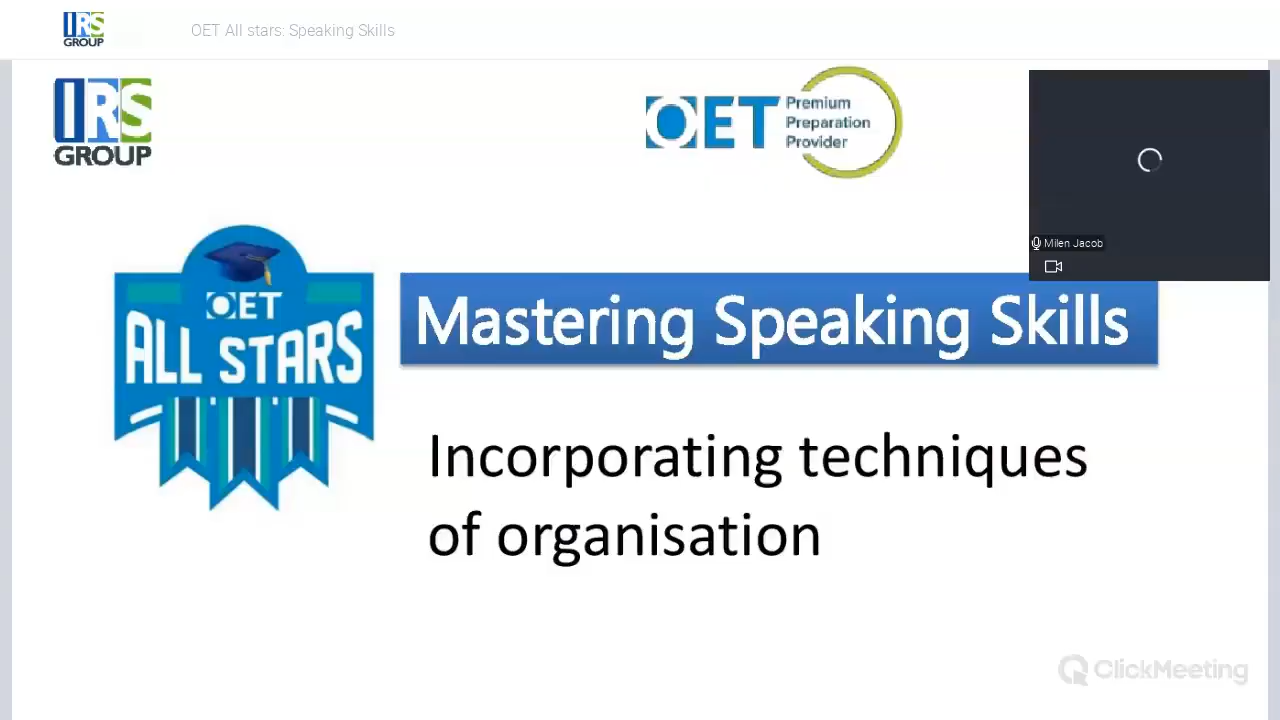 IRS
GROUP
OET All stars: Speaking Skills
IRS
GROUP
OET
Premium
Preparation
Provider
Milen Jacob
OET
ALL STARS
Mastering Speaking Skills
Incorporating techniques
of organisation
ClickMeeting